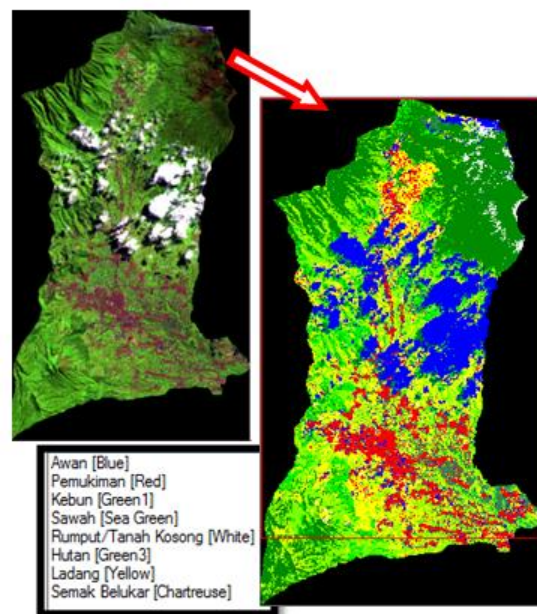 Awan [Blue]
Pemukiman [Red]
Kebun [Green1]
Sawah [Sea Green]
Rumput/Tanah Kosong [White]
Hutan [Green3]
Ladang [Yellow]
Semak Belukar [Chartreuse]